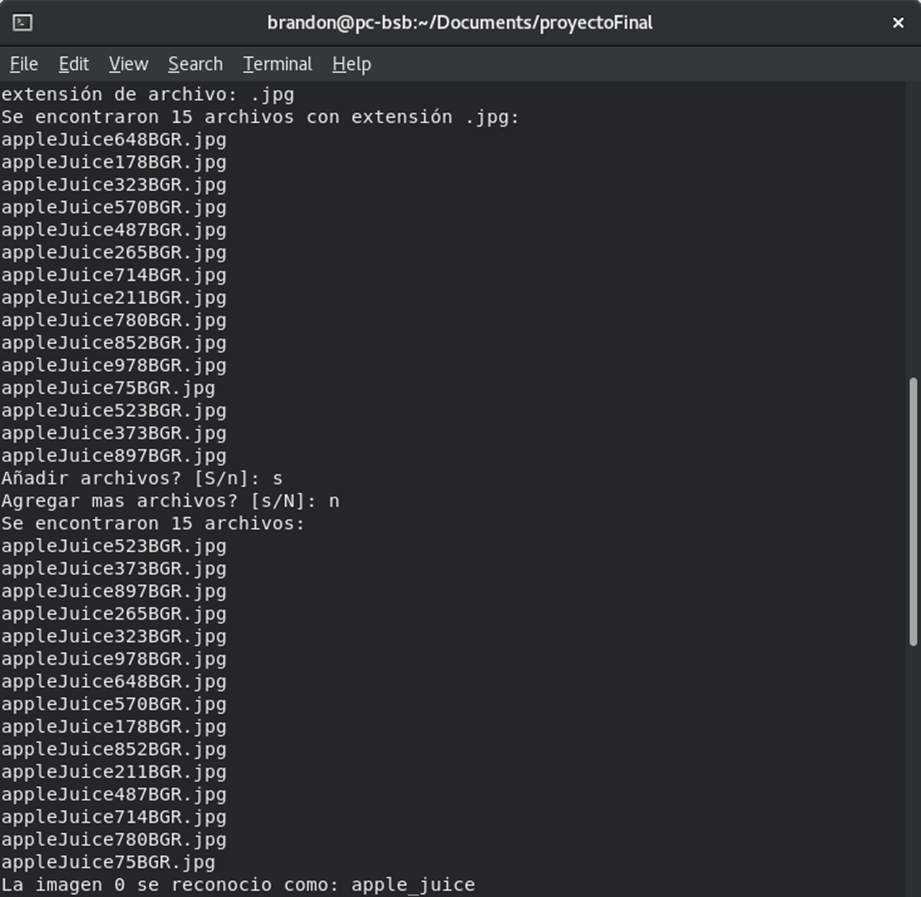 brandon@pc-bsb:~/Documents/proyectoFinal
File Edit View Search Terminal Help
extensión de archivo: .jpg
Se encontraron 15 archivos con extensión .jpg:
appleJuice648BGR.jpg
appleJuice178BGR.jpg
appleJuice323BGR.jpg
appleJuice570BGR.jpg
appleJuice487BGR.jpg
appleJuice265BGR.jpg
appleJuice714BGR.jpg
appleJuice211BGR.jpg
appleJuice780BGR.jpg
appleJuice852BGR.jpg
appleJuice978BGR.jpg
appleJuice75BGR.jpg
appleJuice523BGR.jpg
appleJuice373BGR.jpg
appleJuice897BGR.jpg
Añadir archivos? [S/n]: s
Agregar mas archivos? [s/N]: n
Se encontraron 15 archivos:
appleJuice523BGR.jpg
appleJuice373BGR.jpg
appleJuice897BGR.jpg
appleJuice265BGR.jpg
appleJuice323BGR.jpg
appleJuice978BGR.jpg
appleJuice648BGR.jpg
appleJuice570BGR.jpg
appleJuice178BGR.jpg
appleJuice852BGR.jpg
appleJuice211BGR.jpg
appleJuice487BGR.jpg
appleJuice714BGR.jpg
appleJuice780BGR.jpg
appleJuice75BGR.jpg
La imagen 0 se reconocio como: apple_juice